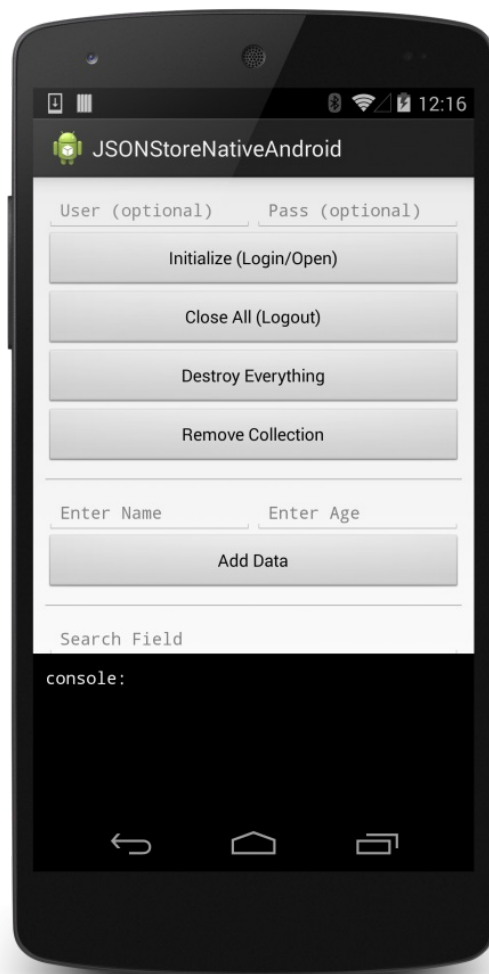 12:16
JSONStoreNativeAndroid
User (optional) Pass (optional)
Initialize (Login/Open)
Close All (Logout)
Destroy Everything
Remove Collection
Enter Name Enter Age
Add Data
Search Field
console: